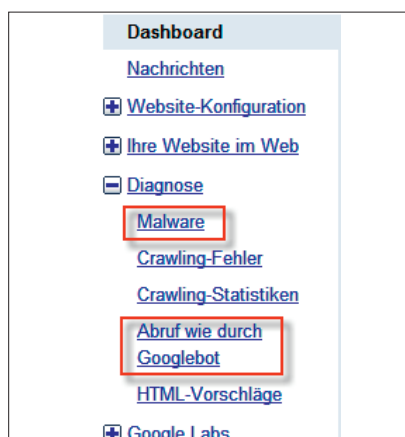 Dashboard
Nachrichten
Website-Konfiguration
Ihre Website im Web
Diagnose
Malware
Crawling-Fehler
Crawling-Statistiken
Abruf wie durch
Googlebot
HTML-Vorschläge
Google Labs